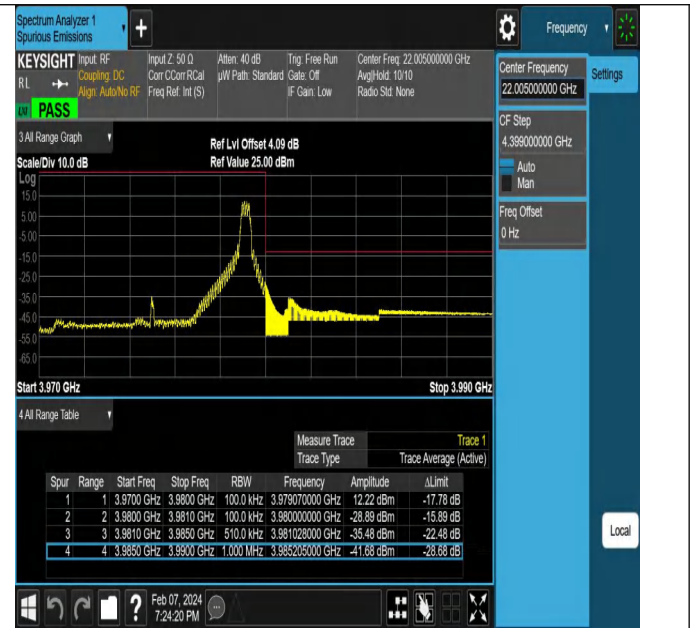 Spectrum Analyzer 1
Spurious Emissions
+
Frequency
KEYSIGHT Input: RF Input Z: 50 Ω Atten: 40 dB Trig: Free Run Center Freq: 22.005000000 GHz
RL Coupling: DC Corr CCorr RCal µW Path: Standard Gate: Off Avg|Hold: 10/10
Align: Auto/No RF Freq Ref: Int (S) IF Gain: Low Radio Std: None
PASS
Center Frequency
22.005000000 GHz
Settings
CF Step
4.399000000 GHz
Auto
Man
Freq Offset
0 Hz
3 All Range Graph
Ref Lvl Offset 4.09 dB
Scale/Div 10.0 dB Ref Value 25.00 dBm
Log
15.0
5.00
-5.00
-15.0
-25.0
-35.0
-45.0
-55.0
-65.0
Start 3.970 GHz Stop 3.990 GHz
4 All Range Table
Measure Trace Trace 1
Trace Type Trace Average (Active)
Spur Range Start Freq Stop Freq RBW Frequency Amplitude ΔLimit
1 1 3.9700 GHz 3.9800 GHz 100.0 kHz 3.979070000 GHz 12.22 dBm -17.78 dB
2 2 3.9800 GHz 3.9810 GHz 100.0 kHz 3.980000000 GHz -28.89 dBm -15.89 dB
3 3 3.9810 GHz 3.9850 GHz 510.0 kHz 3.981028000 GHz -35.48 dBm -22.48 dB
4 4 3.9850 GHz 3.9900 GHz 1.000 MHz 3.985205000 GHz -41.68 dBm -28.68 dB
Local
? Feb 07, 2024
7:24:20 PM